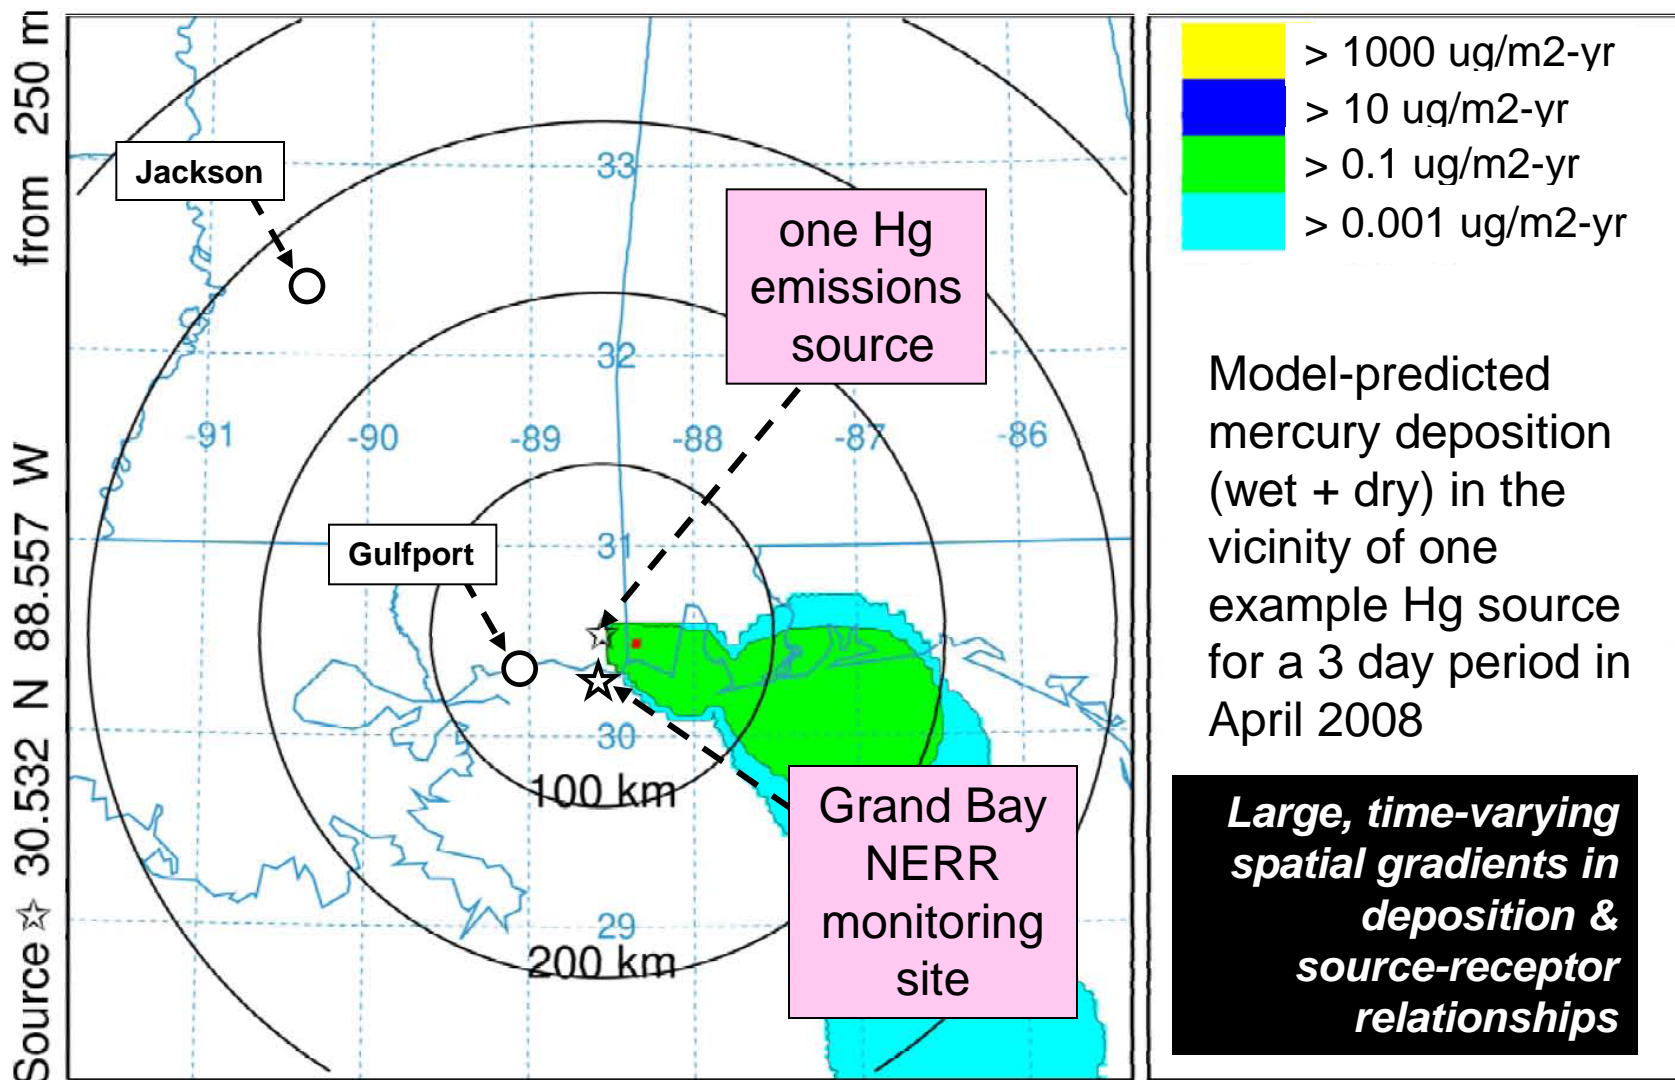 Source ☆ 30.532 N 88.557 W from 250 m
Jackson
33
one Hg
emissions
source
32
-91
-90
-89
-88
-87
-86
Gulfport
31
30
100 km
Grand Bay
NERR
monitoring
site
29
200 km
> 1000 ug/m2-yr
> 10 ug/m2-yr
> 0.1 ug/m2-yr
> 0.001 ug/m2-yr
Model-predicted
mercury deposition
(wet + dry) in the
vicinity of one
example Hg source
for a 3 day period in
April 2008
Large, time-varying
spatial gradients in
deposition &
source-receptor
relationships